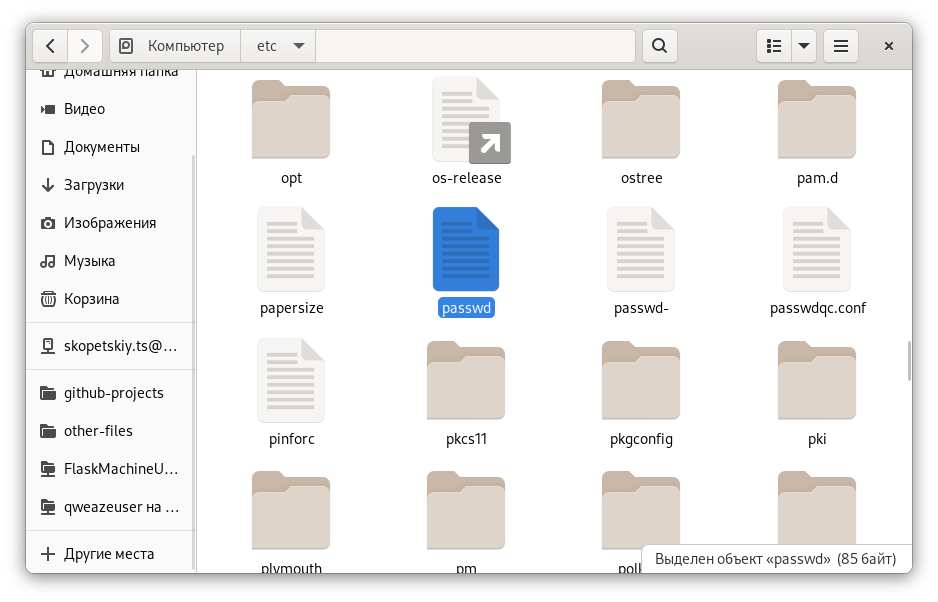 Компьютер
etc
Домашняя папка
Видео
Документы
Загрузки
Изображения
Музыка
Корзина
skopetskiy.ts@...
github-projects
other-files
FlaskMachineU...
qweazeuser на ...
Другие места
opt
os-release
ostree
pam.d
papersize
passwd
passwd-
passwdqc.conf
pinforc
pkcs11
pkgconfig
pki
plymouth
pm
Выделен объект «passwd» (85 байт)